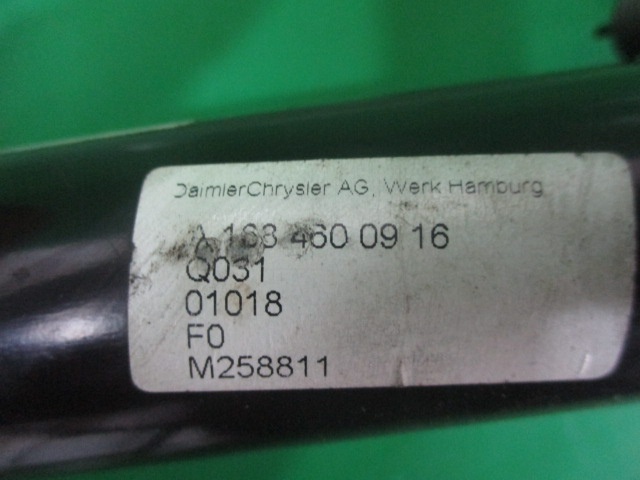 DaimlerChrysler AG, Werk Hamburg
A 168 460 09 16
Q031
01018
F0
M258811